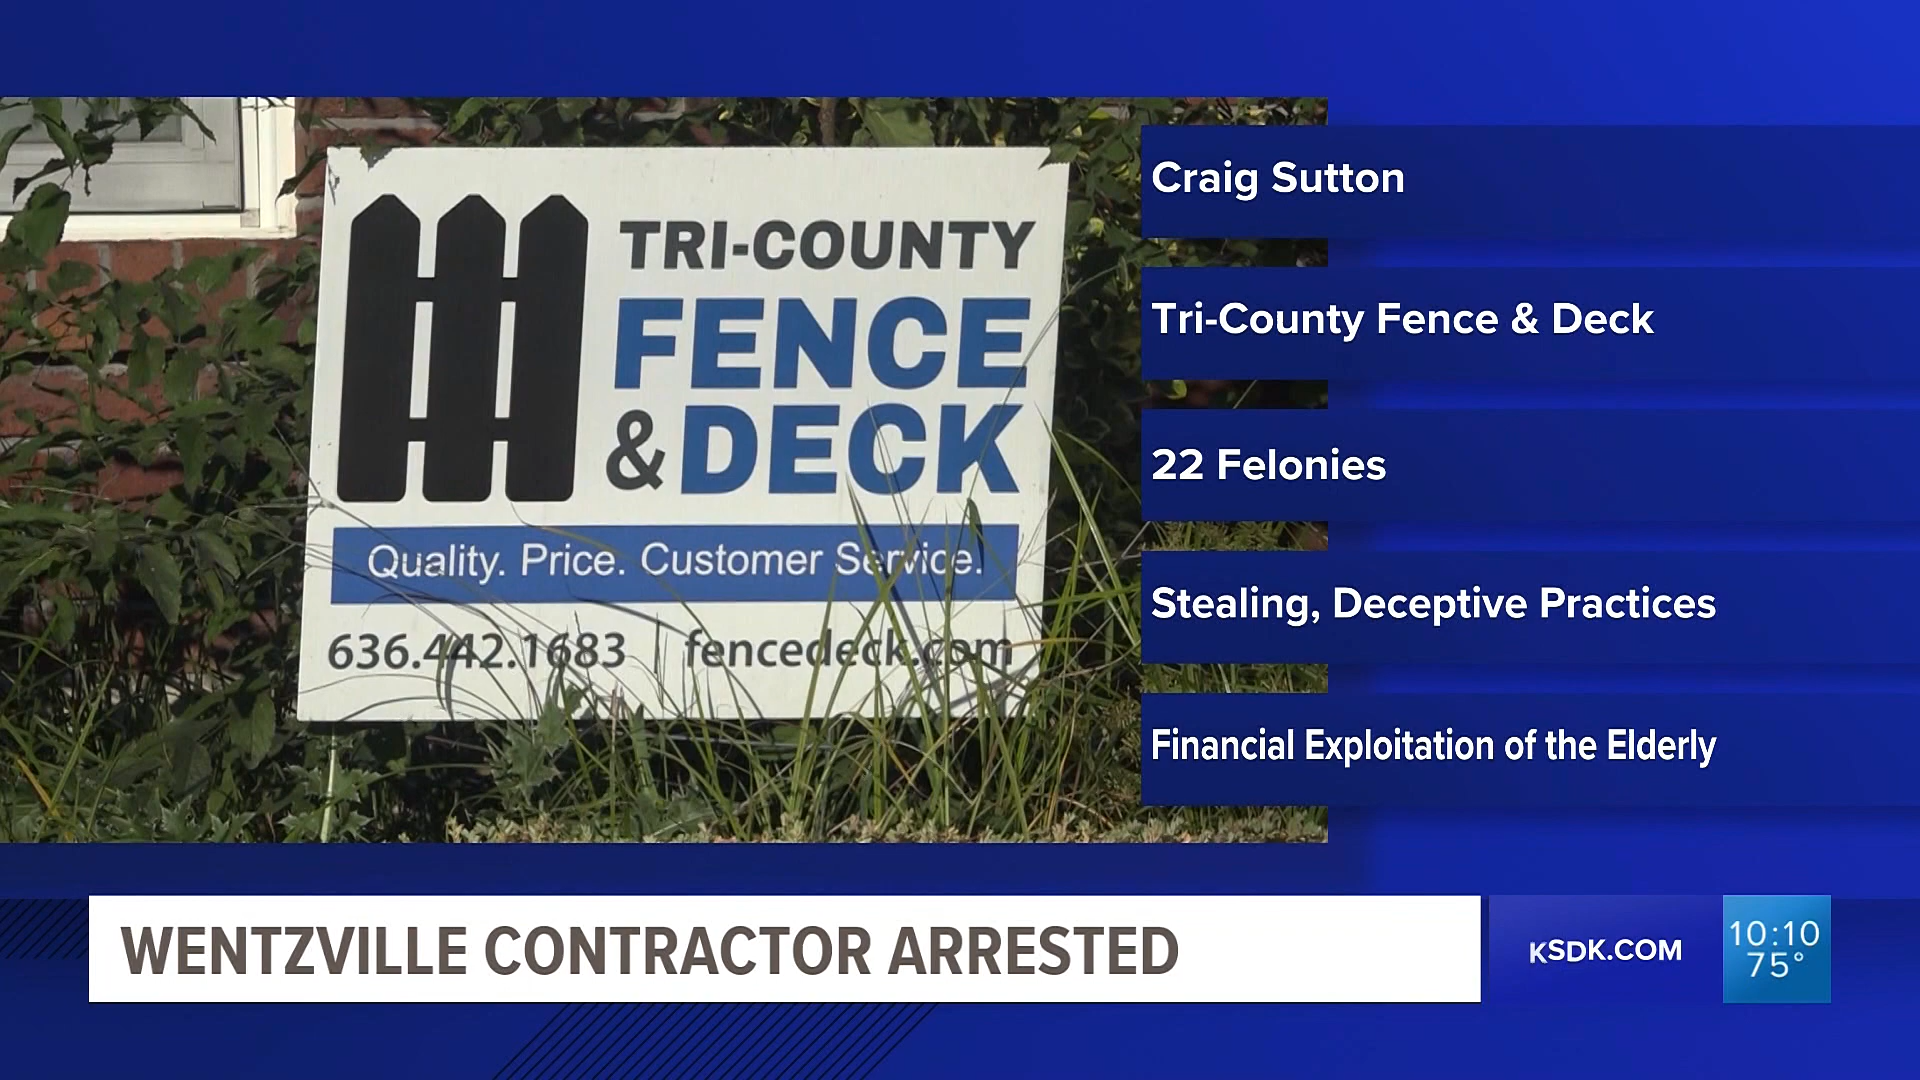 TRI-COUNTY
FENCE
& DECK
Quality. Price. Customer Service.
636.442.1683 | fencedeck.com
Craig Sutton
Tri-County Fence & Deck
22 Felonies
Stealing, Deceptive Practices
Financial Exploitation of the Elderly
WENTZVILLE CONTRACTOR ARRESTED
KSDK.COM
10:10
75°